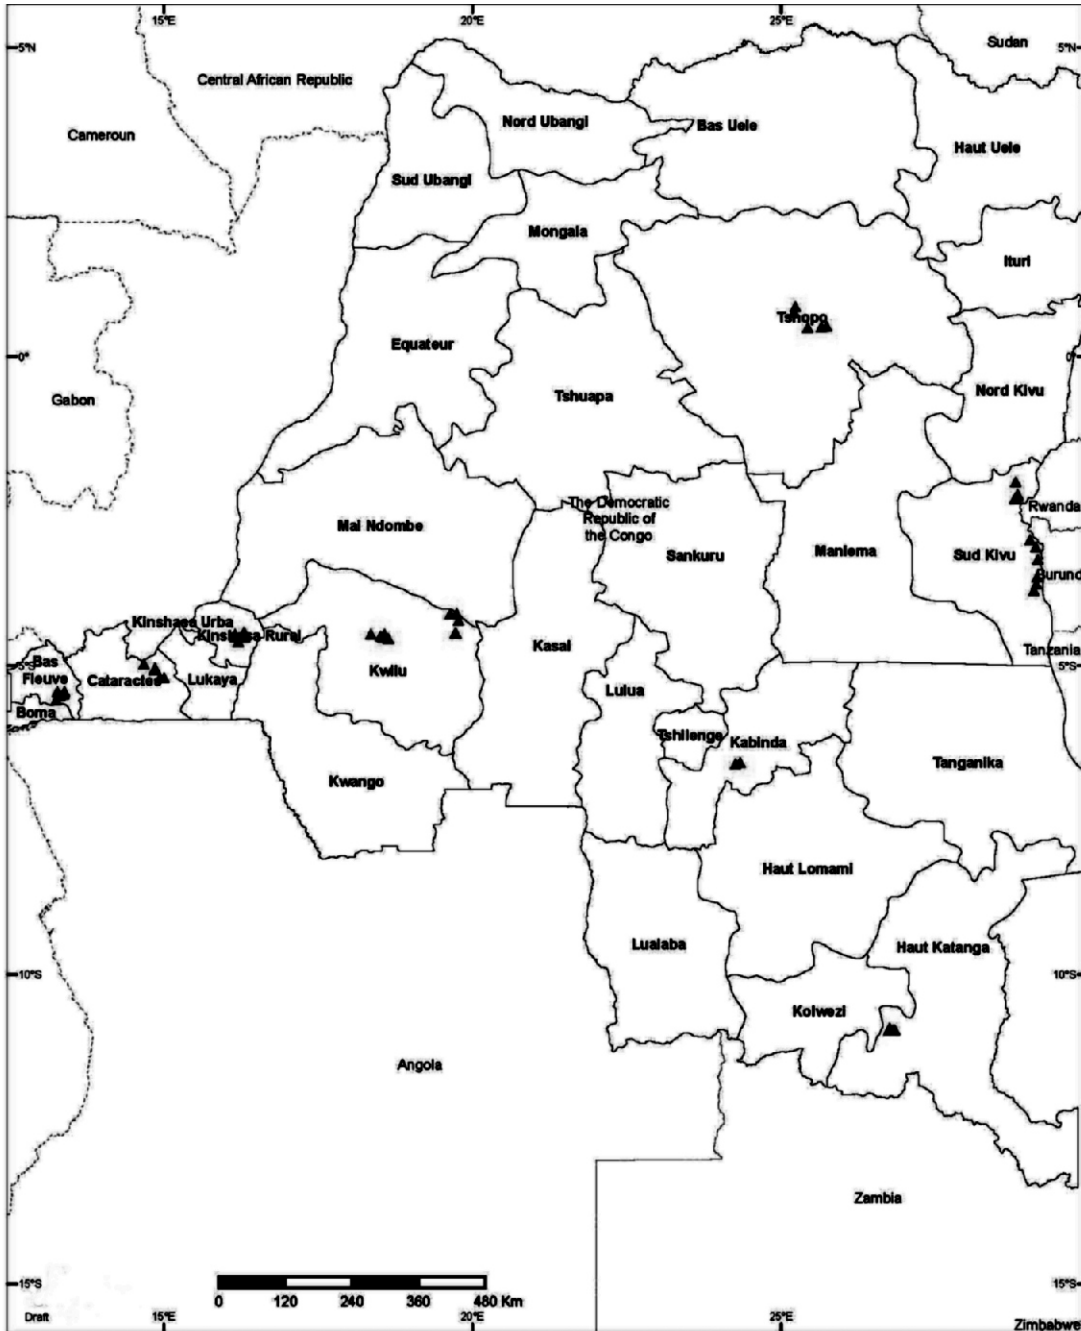 15°E
20°E
25°E
5°N
Sudan
5°N
Central African Republic
Cameroun
Nord Ubangi
Bas Uele
Haut Uele
Sud Ubangi
Mongala
Ituri
Tshopo
0°
Equateur
0°
Gabon
Tshuapa
Nord Kivu
The Democratic
Republic of
the Congo
Rwanda
Mai Ndombe
Sankuru
Maniema
Sud Kivu
Burund
Kinshasa Urba
Kinshasa Rural
Kasai
Tanzania
Bas
Fleuve
Cataractes
Lukaya
Kwilu
5°S
Lulua
Boma
Tshilenge
Kabinda
Tanganika
Kwango
Haut Lomami
Lualaba
Haut Katanga
10°S
10°S
Kolwezi
Angola
Zambia
15°S
15°S
0
120
240
360
480 Km
Draft
15°E
20°E
25°E
Zimbabwe